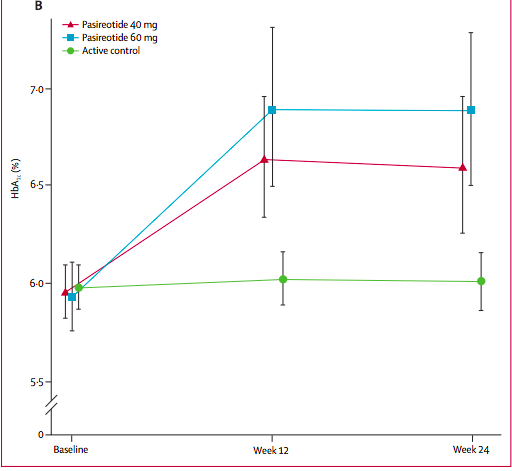 B
Pasireotide 40 mg
Pasireotide 60 mg
Active control
7·0
6·5
6·0
5·5
0
HbA1c (%)
Baseline Week 12 Week 24